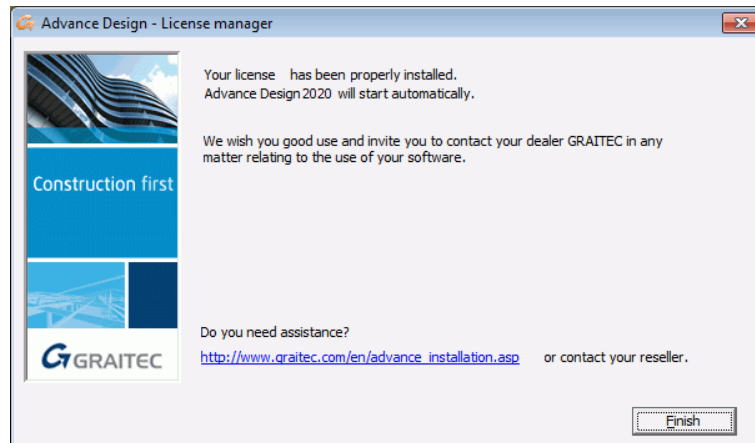 Advance Design - License manager
Your license has been properly installed.
Advance Design 2020 will start automatically.
We wish you good use and invite you to contact your dealer GRAITEC in any
matter relating to the use of your software.
Construction first
Do you need assistance?
http://www.graitec.com/en/advance_installation.asp or contact your reseller.
GRAITEC
Finish